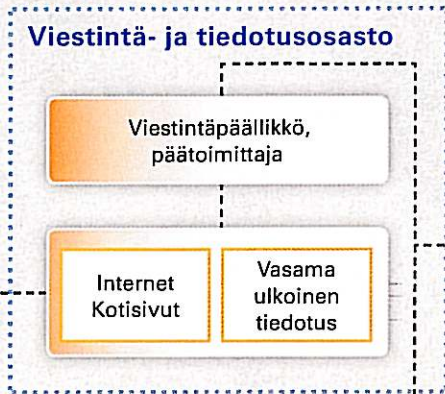 Viestintä- ja tiedotusosasto
Viestintäpäällikkö,
päätoimittaja
Internet
Kotisivut
Vasama
ulkoinen
tiedotus